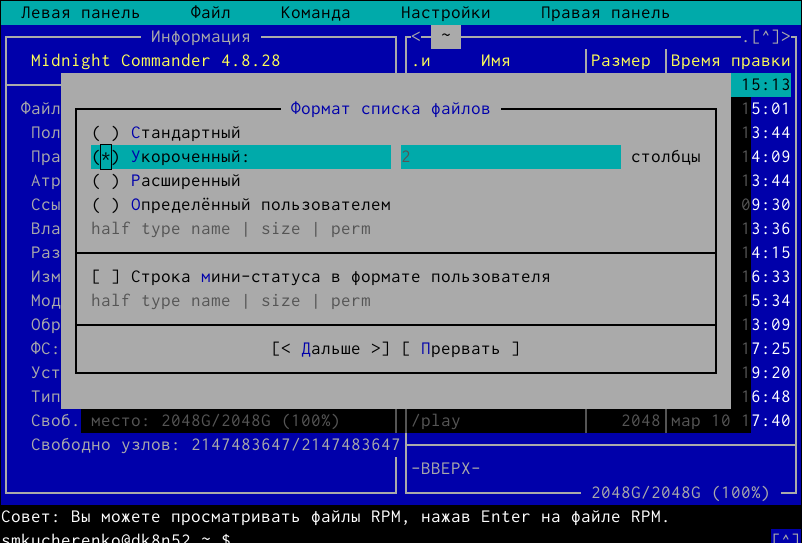 Левая панель Файл Команда Настройки Правая панель
Информация <- ~ .[^]>
Midnight Commander 4.8.28 .и Имя Размер Время правки
15:13
Формат списка файлов
Файл 15:01
Пол ( ) Стандартный 13:44
Пра (*) Укороченный: 2 столбцы 14:09
Атр ( ) Расширенный 13:44
Ссы ( ) Определённый пользователем 09:30
Вла half type name | size | perm 13:36
Раз 14:15
Изм [ ] Строка мини-статуса в формате пользователя 16:33
Мод half type name | size | perm 15:34
Обр 13:09
ФС: [< Дальше >] [ Прервать ] 17:25
Уст 19:20
Тип 16:48
Своб. место: 2048G/2048G (100%) /play 2048 мар 10 17:40
Свободно узлов: 2147483647/2147483647
-ВВЕРХ-
2048G/2048G (100%)
Совет: Вы можете просматривать файлы RPM, нажав Enter на файле RPM.
smkucherenko@dk8n52 ~ $ [^]